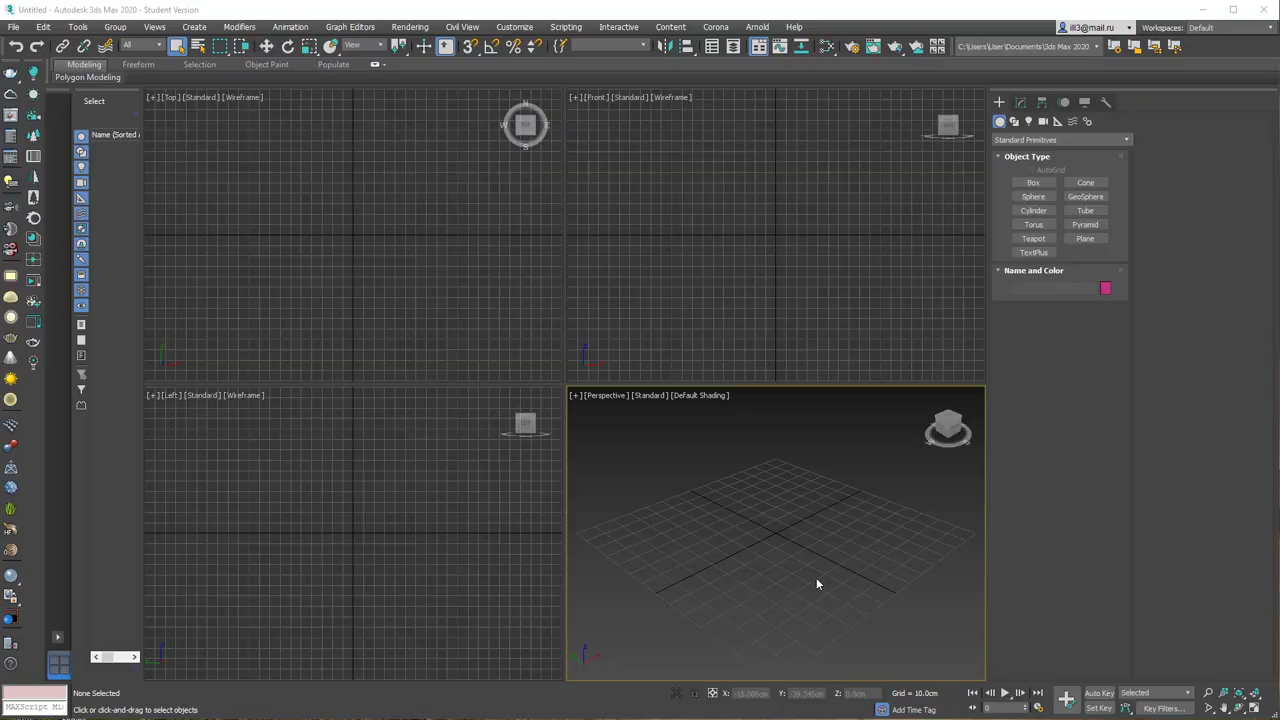 Untitled - Autodesk 3ds Max 2020 - Student Version
File Edit Tools Group Views Create Modifiers Animation Graph Editors Rendering Civil View Customize Scripting Interactive Content Corona Arnold Help
ill3@mail.ru Workspaces: Default
All View C:\Users\User\Documents\3ds Max 2020
Modeling Freeform Selection Object Paint Populate
Polygon Modeling
Select
Name (Sorted A
[+] [Top] [Standard] [Wireframe]
[+] [Front] [Standard] [Wireframe]
Standard Primitives
Object Type
AutoGrid
Box Cone
Sphere GeoSphere
Cylinder Tube
Torus Pyramid
Teapot Plane
TextPlus
Name and Color
[+] [Left] [Standard] [Wireframe]
[+] [Perspective] [Standard] [Default Shading]
None Selected
Click or click-and-drag to select objects
MAXScript Mi
X: -15.006cm Y: -39.345cm Z: 0.0cm Grid = 10.0cm
Add Time Tag
0
Auto Key Selected
Set Key Key Filters...